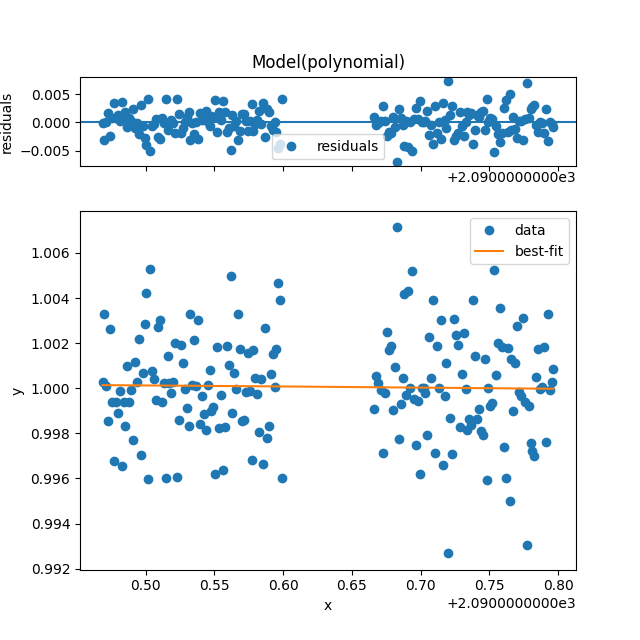 Model(polynomial)
0.005
0.000
−0.005
residuals
residuals
+2.0900000000e3
1.006
1.004
1.002
1.000
0.998
0.996
0.994
0.992
y
data
best-fit
0.50 0.55 0.60 0.65 0.70 0.75 0.80
x
+2.0900000000e3